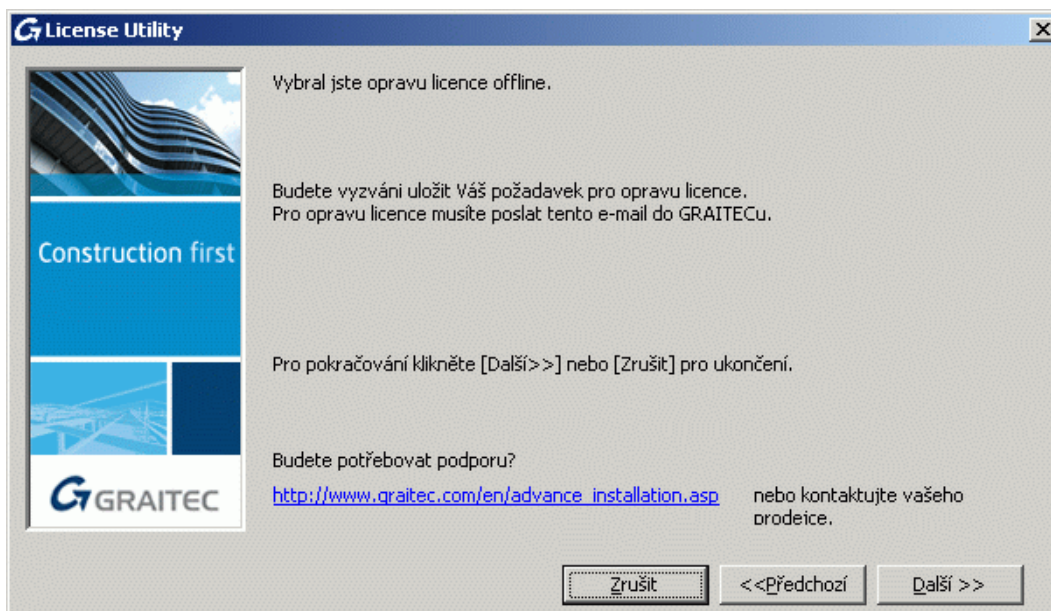 License Utility
Vybral jste opravu licence offline.
Budete vyzváni uložit Váš požadavek pro opravu licence.
Pro opravu licence musíte poslat tento e-mail do GRAITECu.
Construction first
Pro pokračování klikněte [Další>>] nebo [Zrušit] pro ukončení.
Budete potřebovat podporu?
http://www.graitec.com/en/advance_installation.asp nebo kontaktujte vašeho
prodejce.
GRAITEC
Zrušit <<Předchozí Další >>